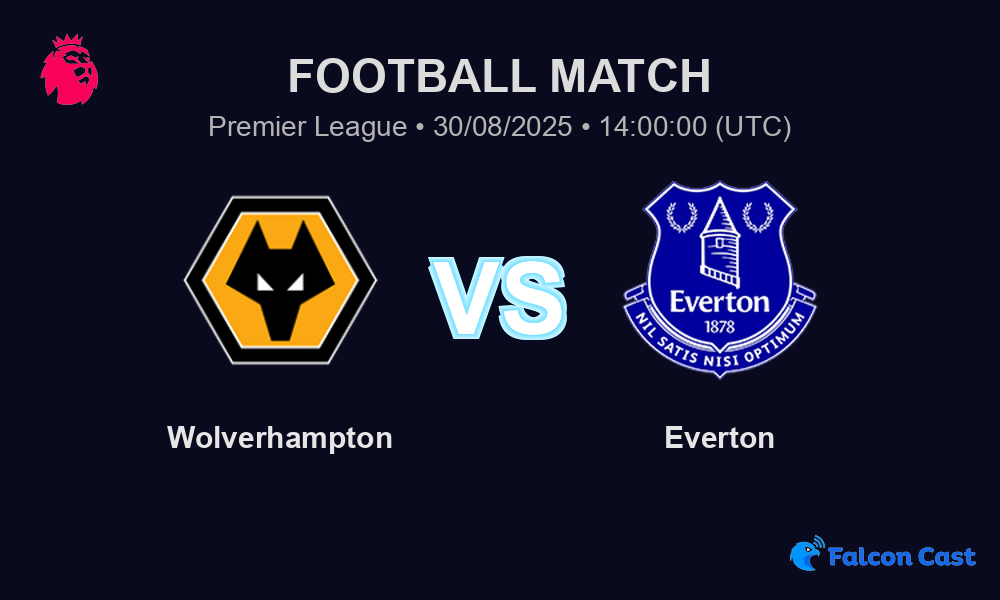 FOOTBALL MATCH
Premier League • 30/08/2025 • 14:00:00 (UTC)
VS
Everton
1878
NIL SATIS NISI OPTIMUM
Wolverhampton
Everton
Falcon Cast